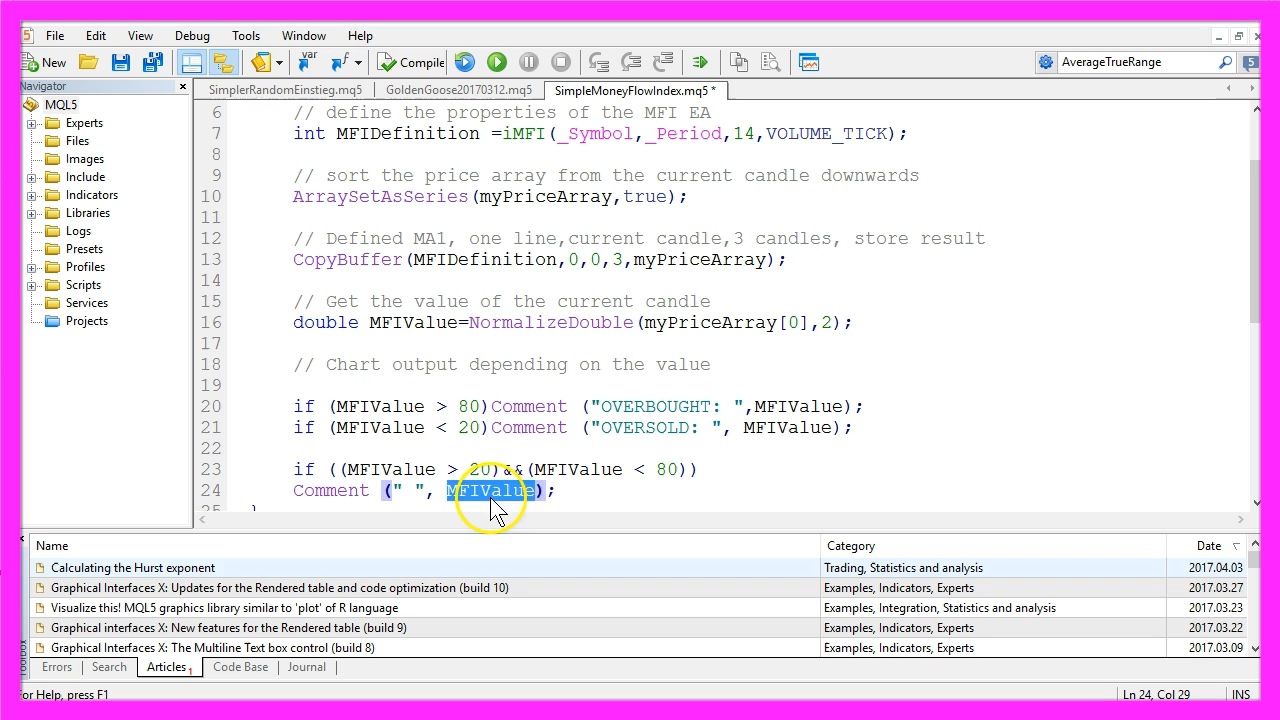 File Edit View Debug Tools Window Help
New Compile AverageTrueRange 5
Navigator
SimplerRandomEinstieg.mq5 GoldenGoose20170312.mq5 SimpleMoneyFlowIndex.mq5 *
MQL5
Experts
Files
Images
Include
Indicators
Libraries
Logs
Presets
Profiles
Scripts
Services
Projects
6 // define the properties of the MFI EA
7 int MFIDefinition =iMFI(_Symbol,_Period,14,VOLUME_TICK);
8
9 // sort the price array from the current candle downwards
10 ArraySetAsSeries(myPriceArray,true);
11
12 // Defined MA1, one line,current candle,3 candles, store result
13 CopyBuffer(MFIDefinition,0,0,3,myPriceArray);
14
15 // Get the value of the current candle
16 double MFIValue=NormalizeDouble(myPriceArray[0],2);
17
18 // Chart output depending on the value
19
20 if (MFIValue > 80)Comment ("OVERBOUGHT: ",MFIValue);
21 if (MFIValue < 20)Comment ("OVERSOLD: ", MFIValue);
22
23 if ((MFIValue > 20)&&(MFIValue < 80))
24 Comment (" ", MFIValue);
25 }
Name Category Date
Calculating the Hurst exponent Trading, Statistics and analysis 2017.04.03
Graphical Interfaces X: Updates for the Rendered table and code optimization (build 10) Examples, Indicators, Experts 2017.03.27
Visualize this! MQL5 graphics library similar to 'plot' of R language Examples, Integration, Statistics and analysis 2017.03.23
Graphical interfaces X: New features for the Rendered table (build 9) Examples, Indicators, Experts 2017.03.22
Graphical Interfaces X: The Multiline Text box control (build 8) Examples, Indicators, Experts 2017.03.09
Toolbox
Errors Search Articles 1 Code Base Journal
For Help, press F1 Ln 24, Col 29 INS